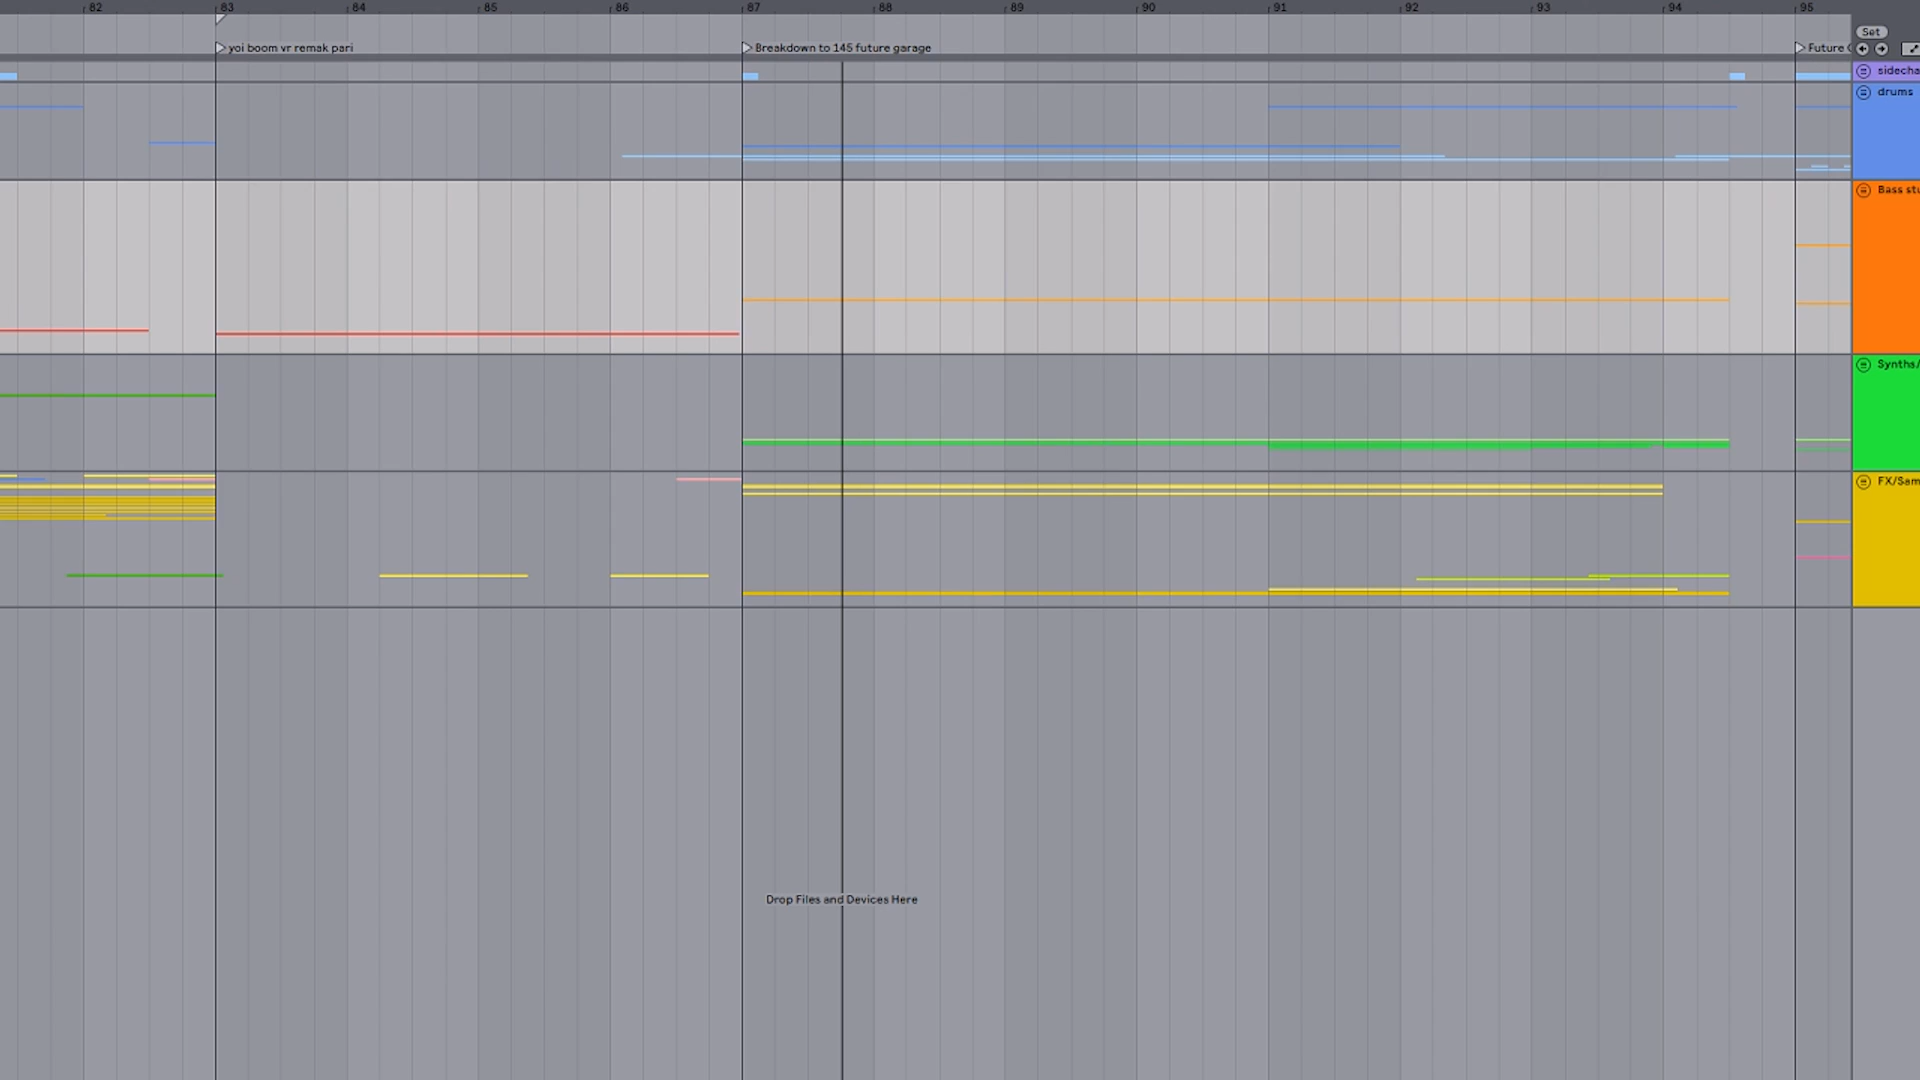 82 83 84 85 86 87 88 89 90 91 92 93 94 95
Set
yoi boom vr remak pari
Breakdown to 145 future garage
Future
sidecha
drums
Bass stu
Synths/
FX/Sam
Drop Files and Devices Here